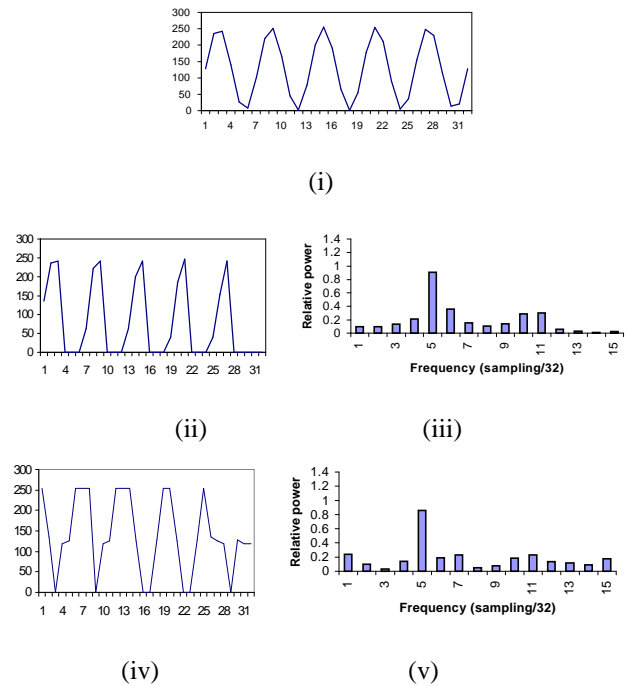 300
250
200
150
100
50
0
1 4 7 10 13 16 19 22 25 28 31
(i)
300
250
200
150
100
50
0
1 4 7 10 13 16 19 22 25 28 31
(ii)
Relative power
1.4
1.2
1
0.8
0.6
0.4
0.2
0
1 3 5 7 9 11 13 15
Frequency (sampling/32)
(iii)
300
250
200
150
100
50
0
1 4 7 10 13 16 19 22 25 28 31
(iv)
Relative power
1.4
1.2
1
0.8
0.6
0.4
0.2
0
1 3 5 7 9 11 13 15
Frequency (sampling/32)
(v)